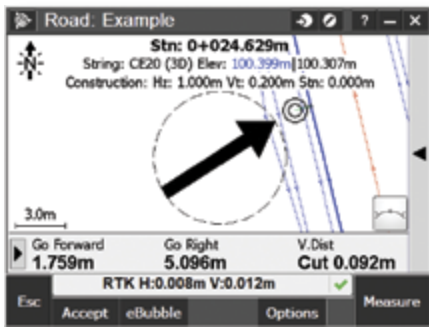 Road: Example
? – ×
Stn: 0+024.629m
String: CE20 (3D) Elev: 100.399m|100.307m
Construction: Hz: 1.000m Vt: 0.200m Stn: 0.000m
N
3.0m
Go Forward Go Right V.Dist
1.759m 5.096m Cut 0.092m
RTK H:0.008m V:0.012m
Esc Accept eBubble Options Measure